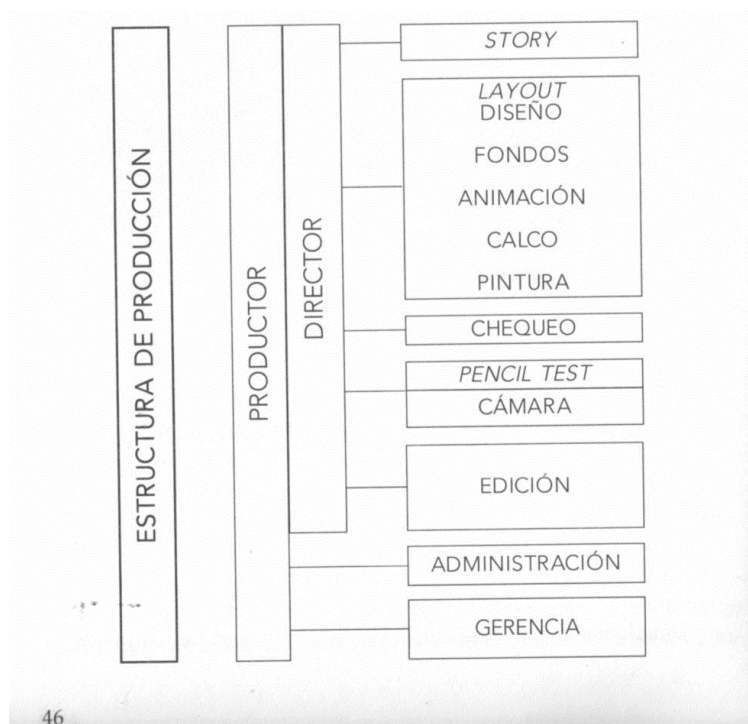 ESTRUCTURA DE PRODUCCIÓN
PRODUCTOR
DIRECTOR
STORY
LAYOUT
DISEÑO
FONDOS
ANIMACIÓN
CALCO
PINTURA
CHEQUEO
PENCIL TEST
CÁMARA
EDICIÓN
ADMINISTRACIÓN
GERENCIA
46